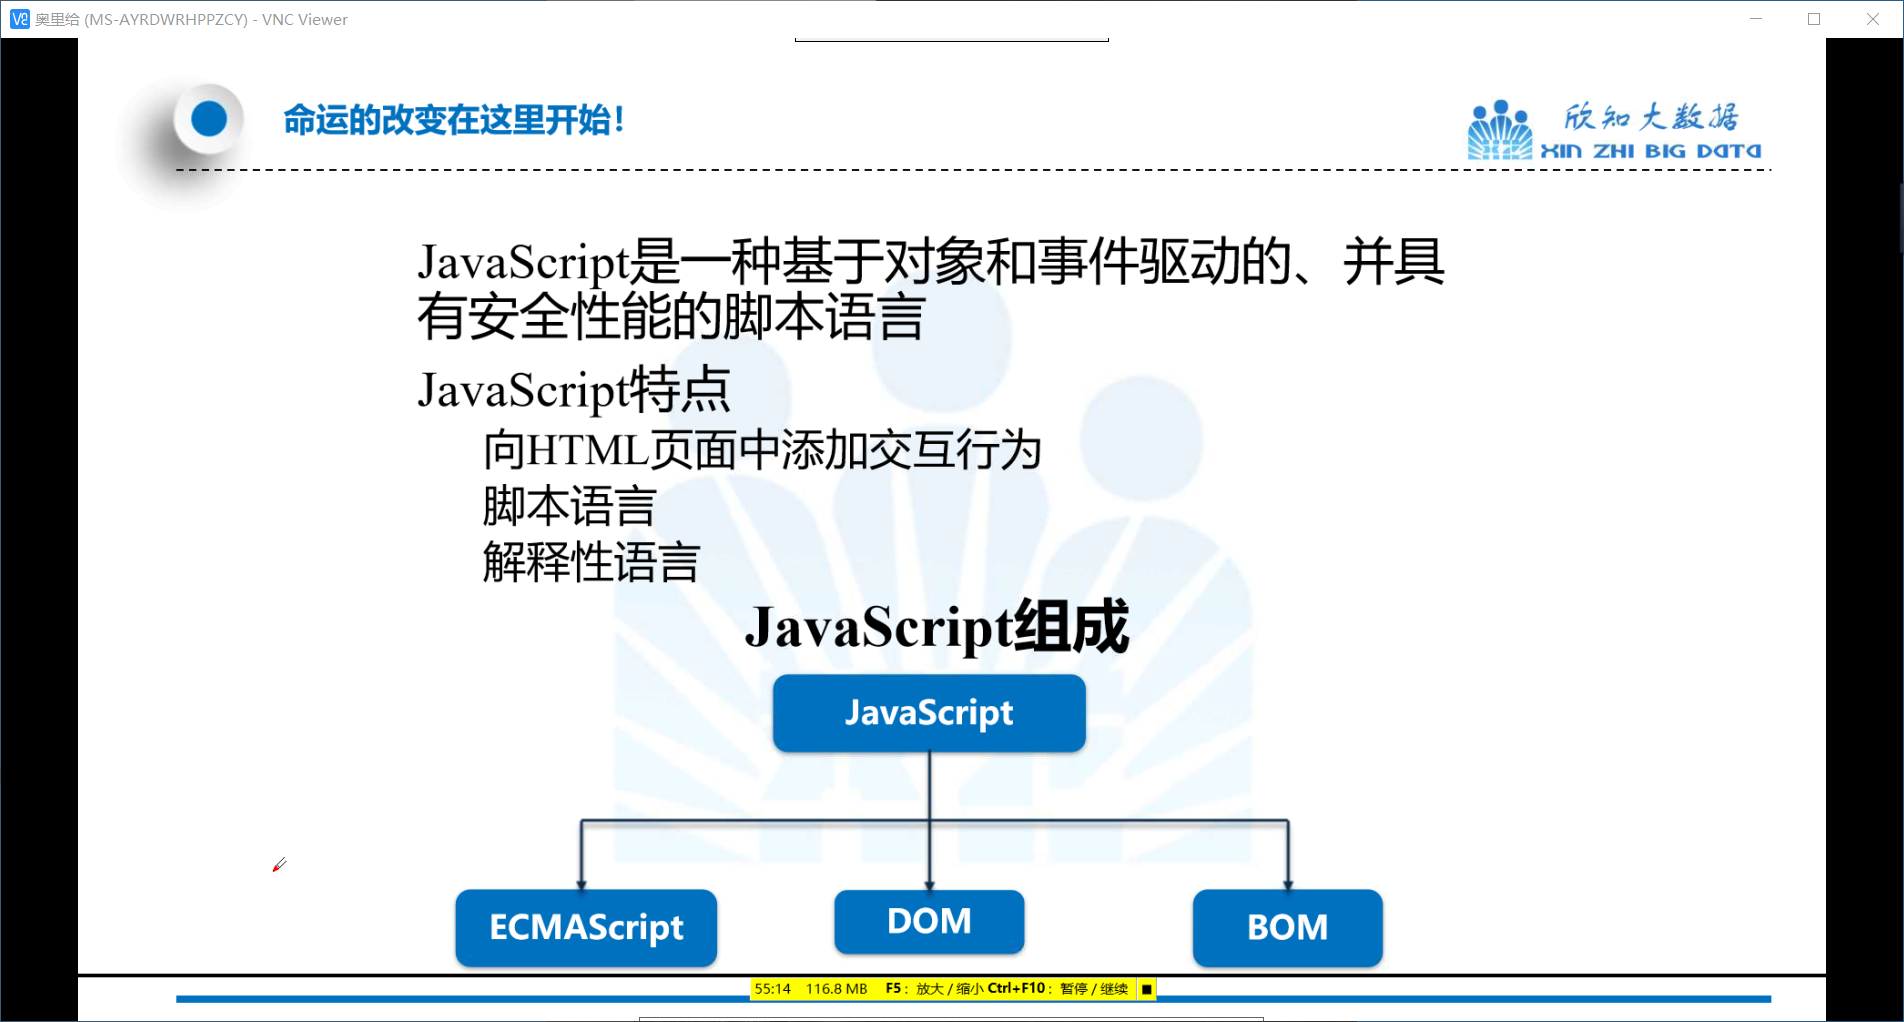 奥里给 (MS-AYRDWRHPPZCY) - VNC Viewer
命运的改变在这里开始！
欣知大数据
XIN ZHI BIG DATA
JavaScript是一种基于对象和事件驱动的、并具
有安全性能的脚本语言
JavaScript特点
向HTML页面中添加交互行为
脚本语言
解释性语言
JavaScript组成
JavaScript
ECMAScript
DOM
BOM
55:14 116.8 MB F5：放大 / 缩小 Ctrl+F10：暂停 / 继续